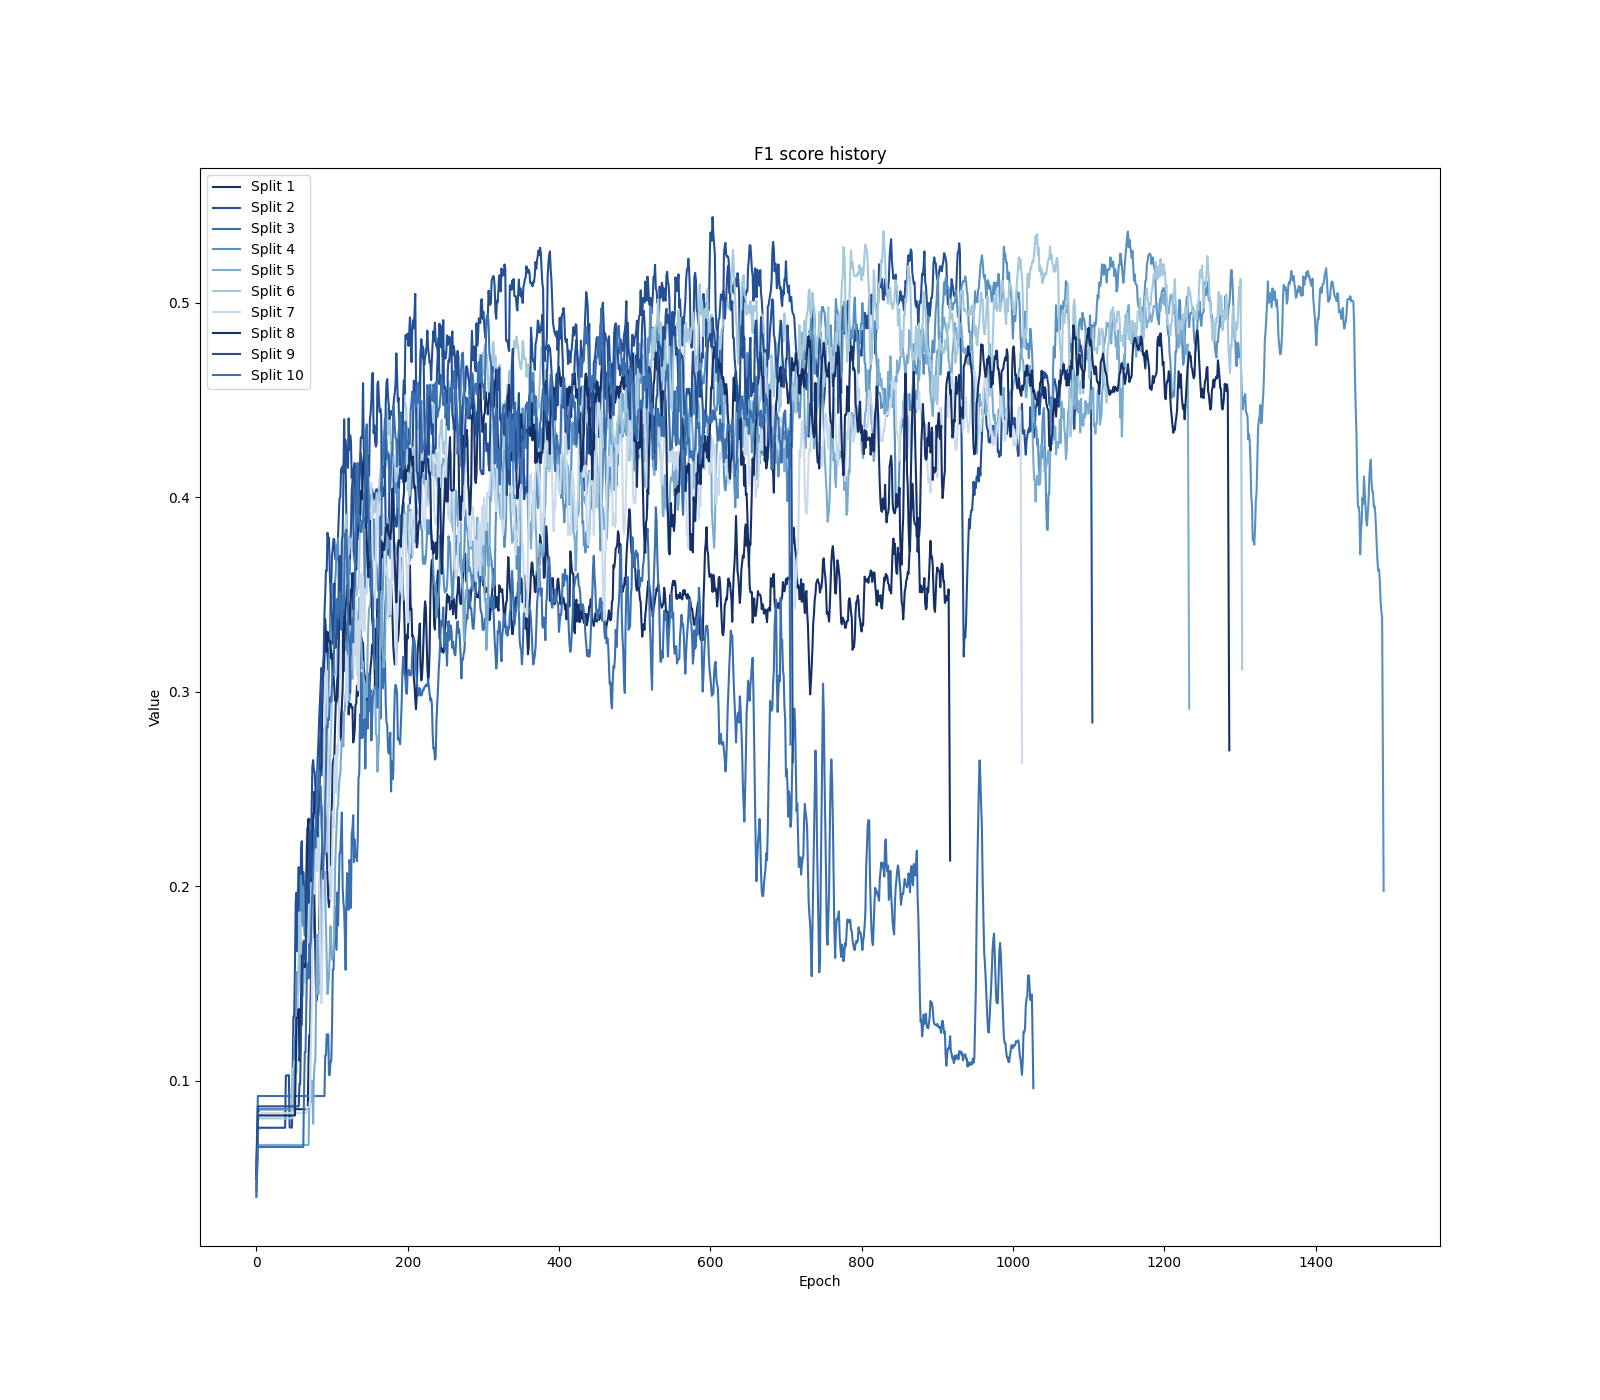 F1 score history
Split 1
Split 2
Split 3
Split 4
Split 5
Split 6
Split 7
Split 8
Split 9
Split 10
0.5
0.4
0.3
0.2
0.1
Value
0 200 400 600 800 1000 1200 1400
Epoch